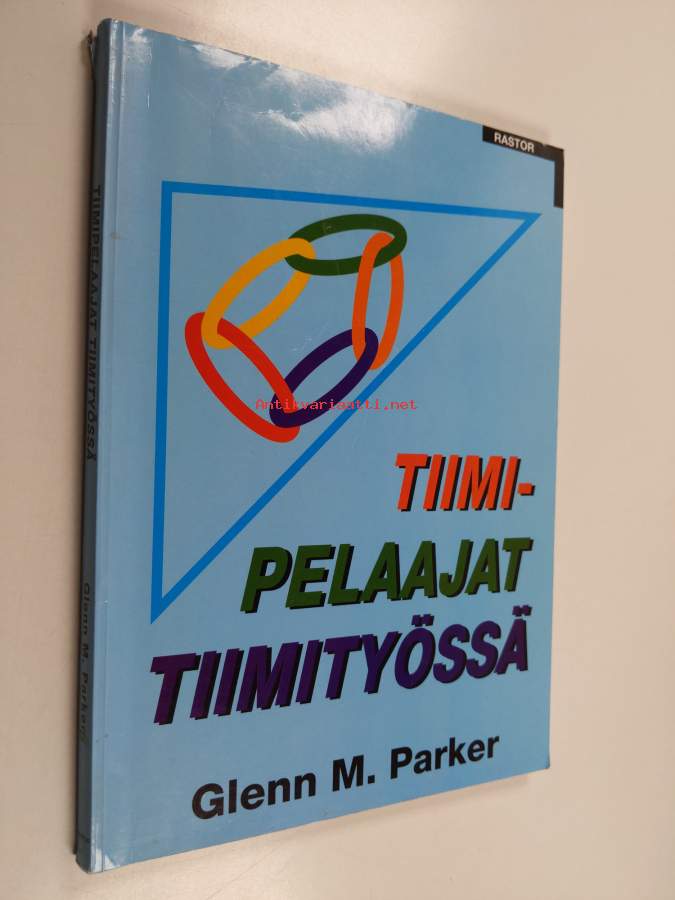 RASTOR
TIIMI-
PELAAJAT
TIIMITYÖSSÄ
Glenn M. Parker
TIIMIPELAAJAT TIIMITYÖSSÄ
Glenn M. Parker
Antikvariaatti.net